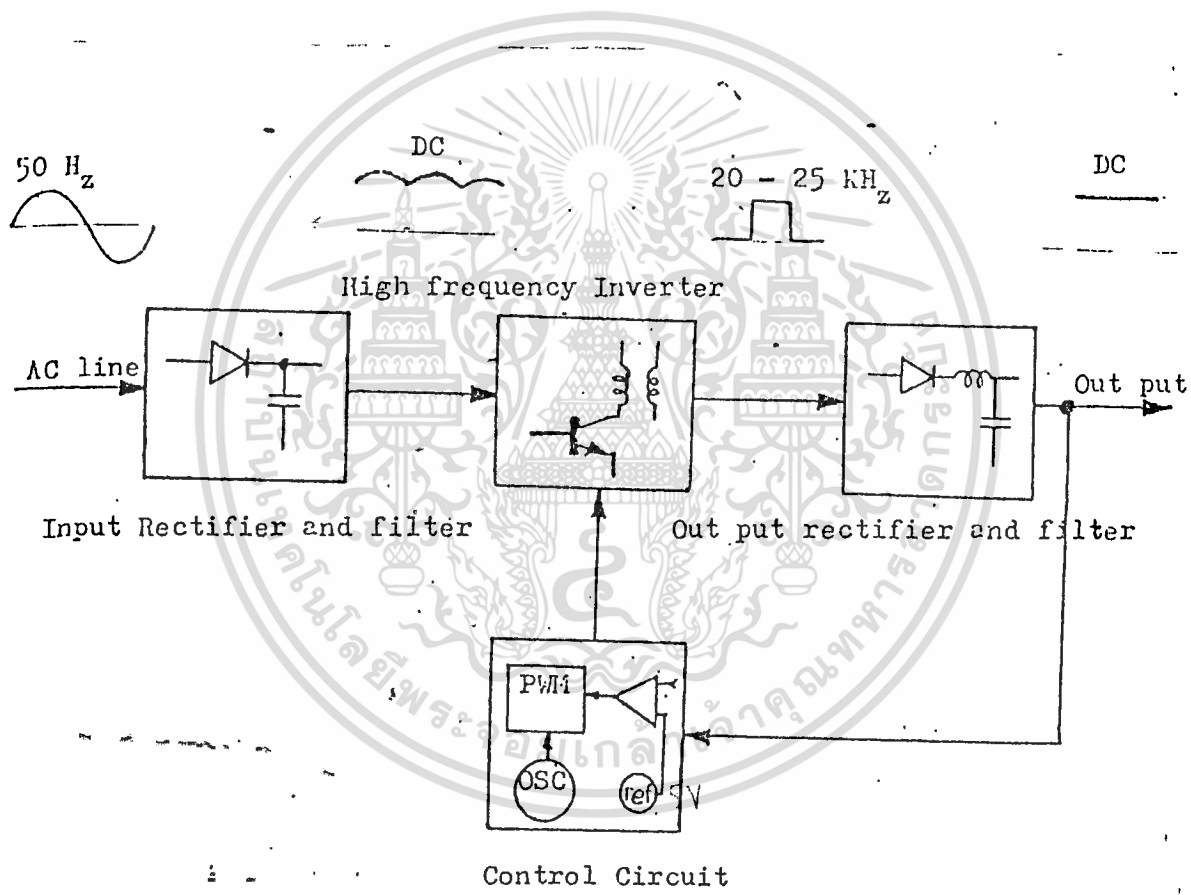 50 Hz
DC
20 - 25 KHz
DC
High frequency Inverter
AC line
Out put
Input Rectifier and filter
Out put rectifier and filter
PWM
OSC
ref 5V
Control Circuit